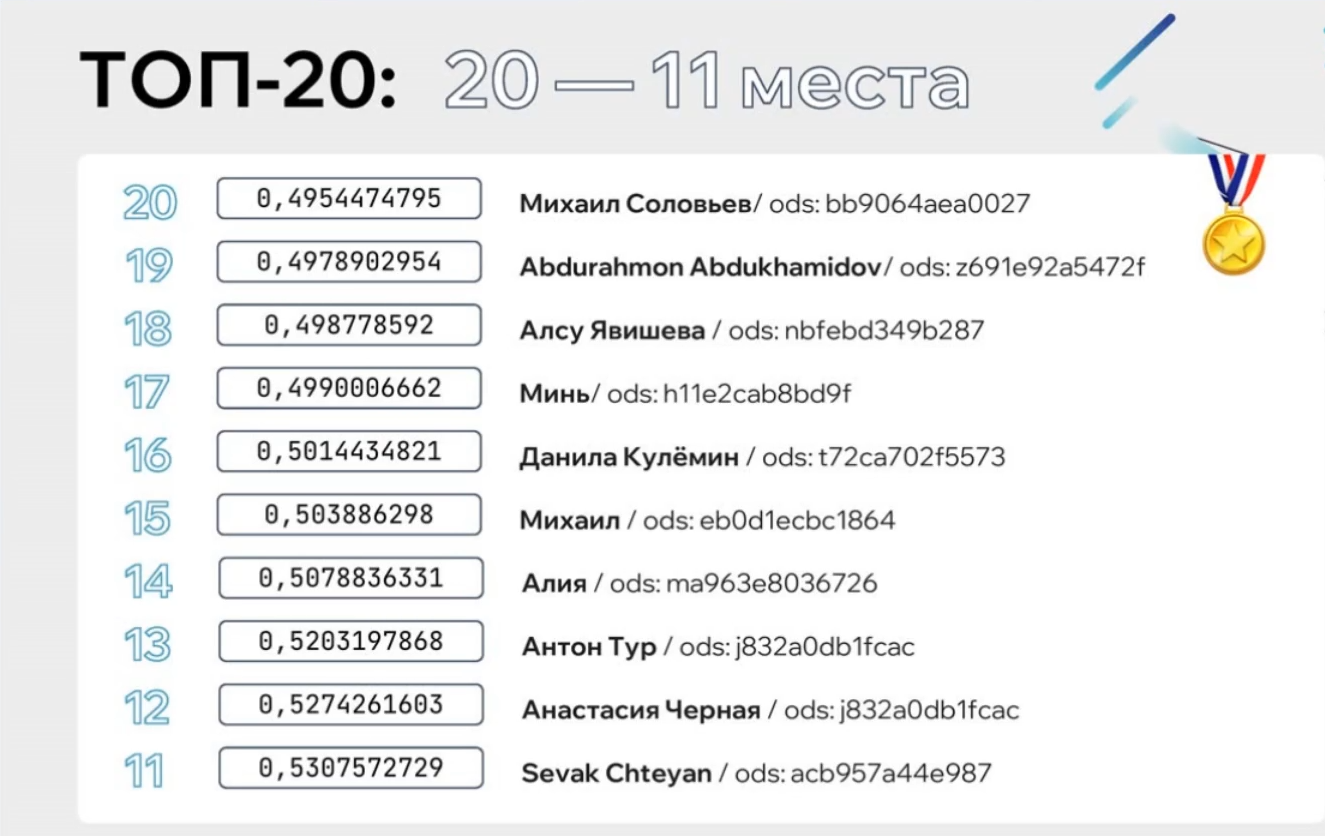 ТОП-20: 20 — 11 места
20 0,4954474795 Михаил Соловьев/ ods: bb9064aea0027
19 0,4978902954 Abdurahmon Abdukhamidov/ ods: z691e92a5472f
18 0,498778592 Алсу Явишева / ods: nbfebd349b287
17 0,4990006662 Минь/ ods: h11e2cab8bd9f
16 0,5014434821 Данила Кулёмин / ods: t72ca702f5573
15 0,503886298 Михаил / ods: eb0d1ecbc1864
14 0,5078836331 Алия / ods: ma963e8036726
13 0,5203197868 Антон Тур / ods: j832a0db1fcac
12 0,5274261603 Анастасия Черная / ods: j832a0db1fcac
11 0,5307572729 Sevak Chteyan / ods: acb957a44e987